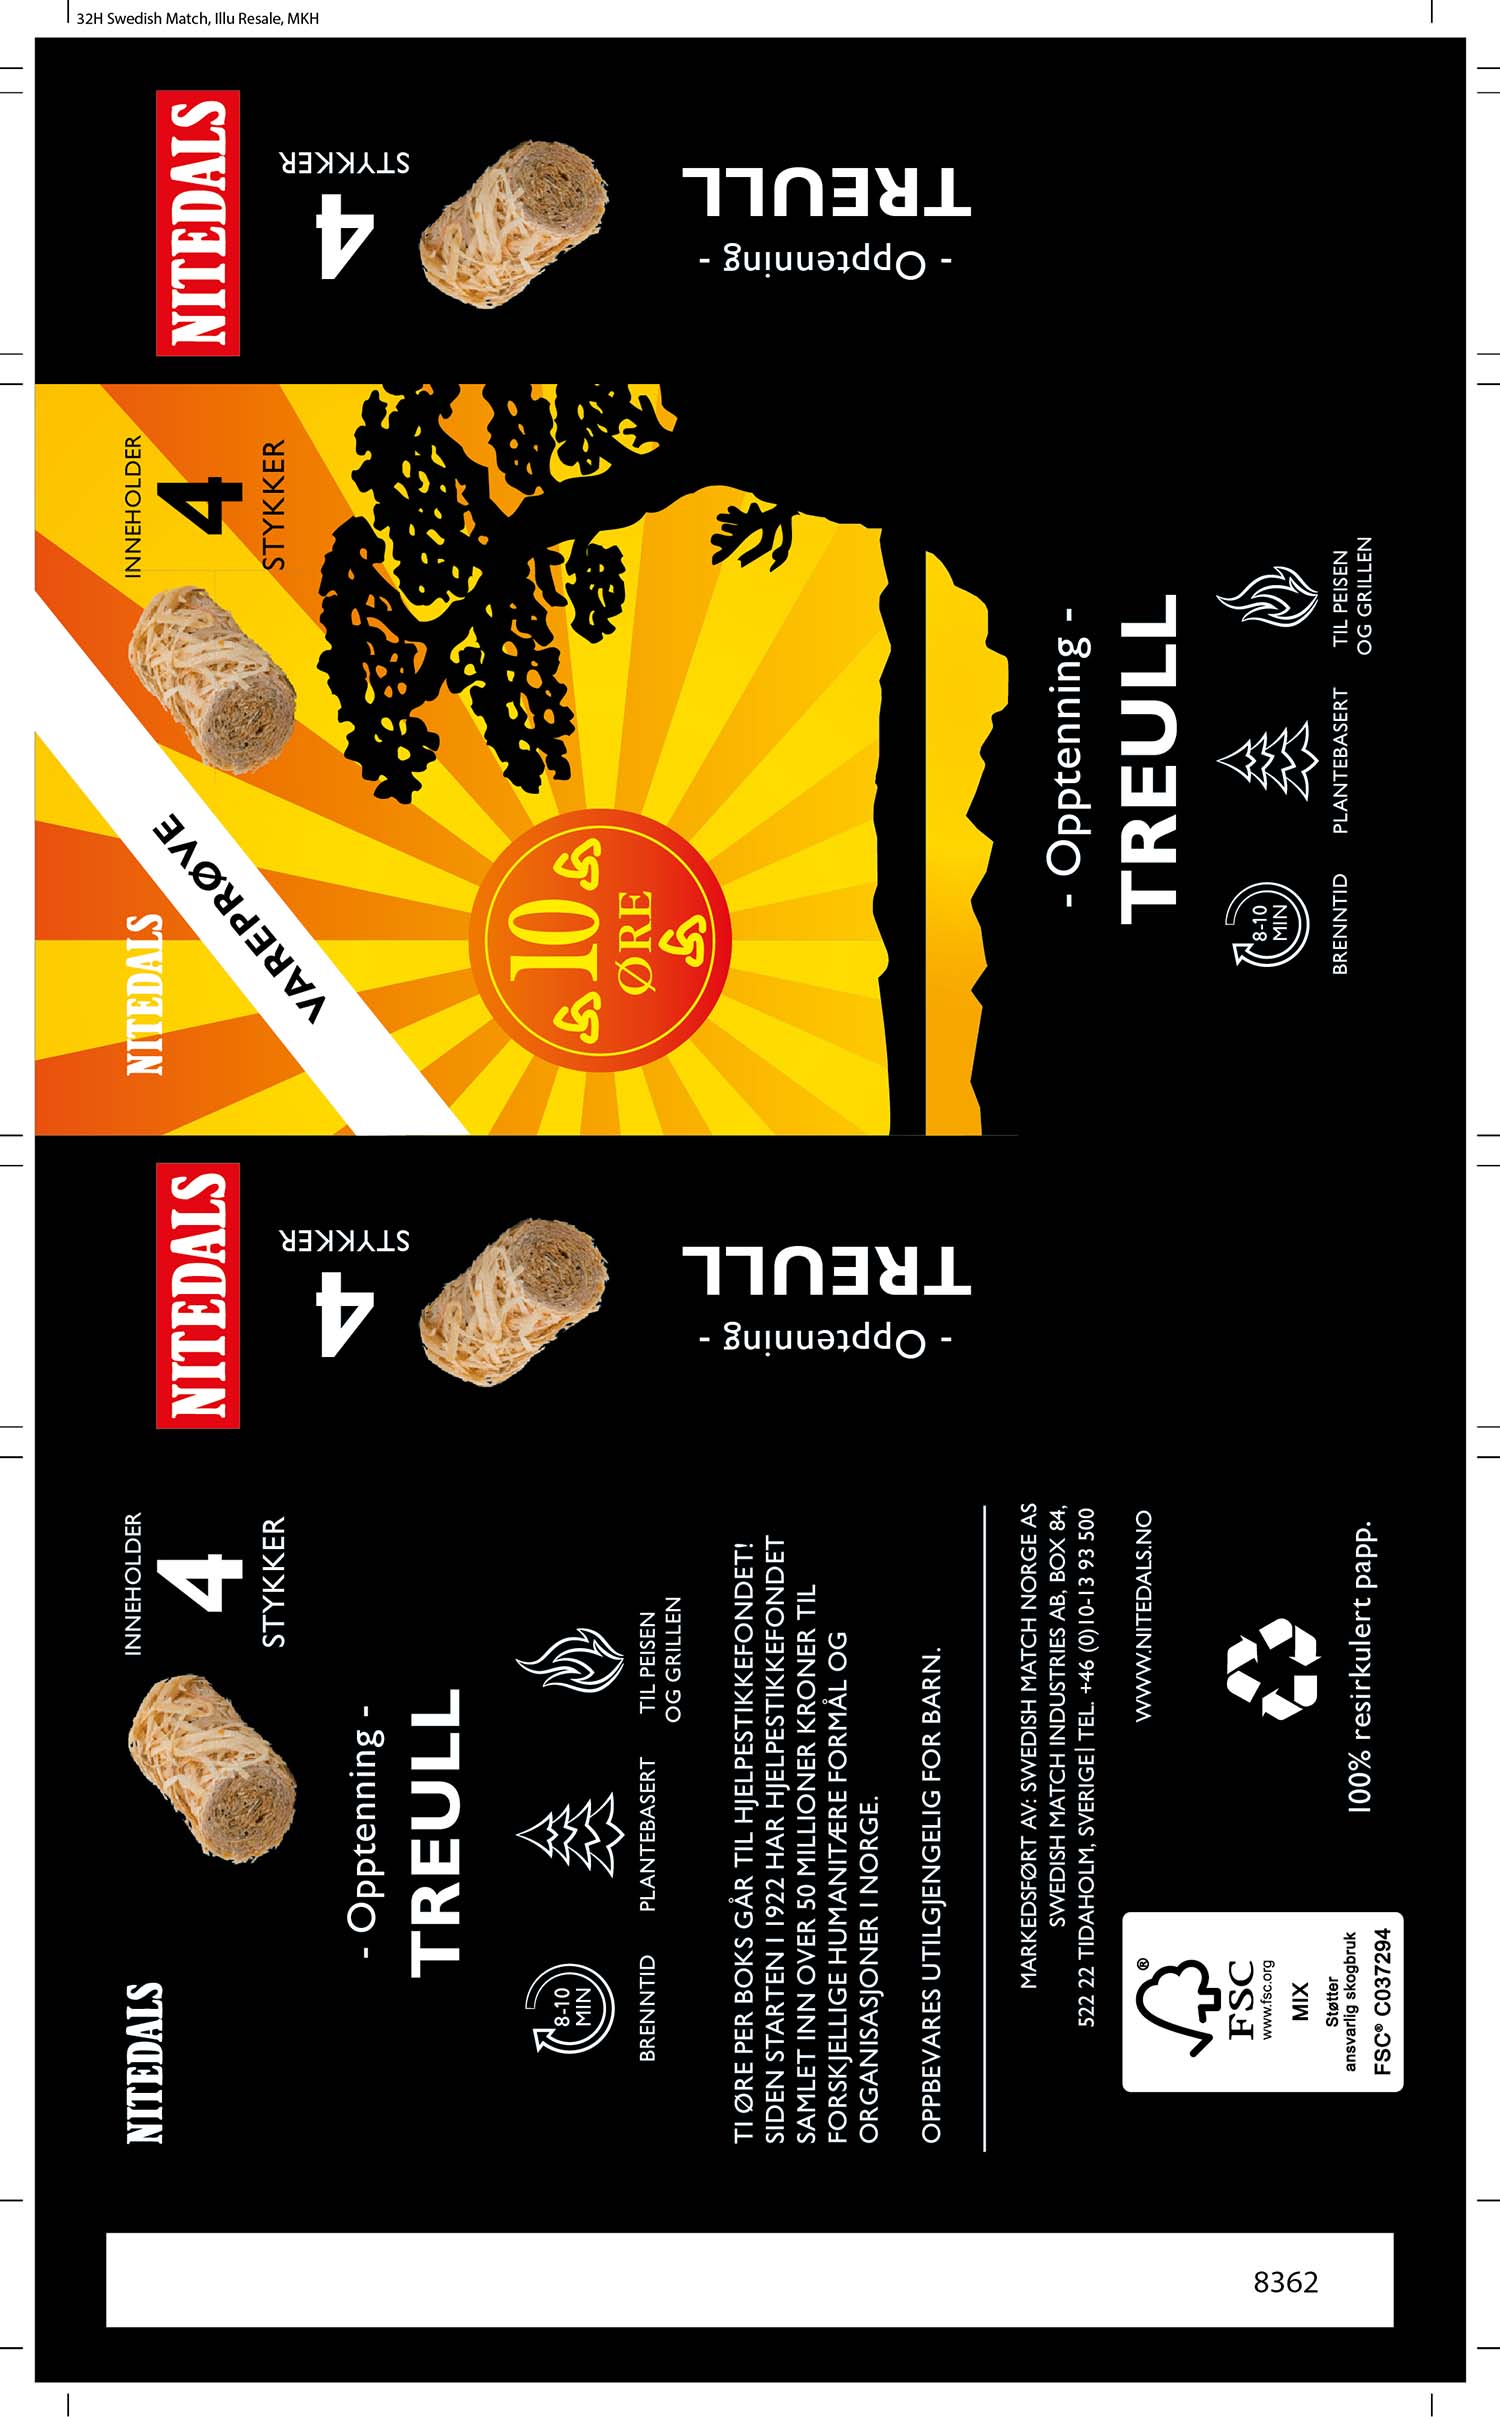 32H Swedish Match, Illu Resale, MKH
NITEDALS
4
STYKKER
- Opptenning -
TREULL
NITEDALS
INNEHOLDER
4
STYKKER
VAREPRØVE
10
ØRE
- Opptenning -
TREULL
8-10
MIN
BRENNTID
PLANTEBASERT
TIL PEISEN
OG GRILLEN
NITEDALS
4
STYKKER
- Opptenning -
TREULL
NITEDALS
INNEHOLDER
4
STYKKER
- Opptenning -
TREULL
8-10
MIN
BRENNTID
PLANTEBASERT
TIL PEISEN
OG GRILLEN
TI ØRE PER BOKS GÅR TIL HJELPESTIKKEFONDET!
SIDEN STARTEN I 1922 HAR HJELPESTIKKEFONDET
SAMLET INN OVER 50 MILLIONER KRONER TIL
FORSKJELLIGE HUMANITÆRE FORMÅL OG
ORGANISASJONER I NORGE.
OPPBEVARES UTILGJENGELIG FOR BARN.
MARKEDSFØRT AV: SWEDISH MATCH NORGE AS
SWEDISH MATCH INDUSTRIES AB, BOX 84,
522 22 TIDAHOLM, SVERIGE| TEL. +46 (0)10-13 93 500
WWW.NITEDALS.NO
®
FSC
www.fsc.org
MIX
Støtter
ansvarlig skogbruk
FSC® C037294
100% resirkulert papp.
8362